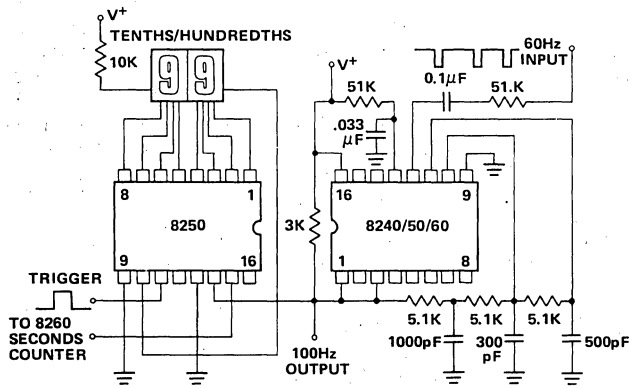 V+
TENTHS/HUNDREDTHS
10K
99
8
1
8250
9
16
TRIGGER
TO 8260
SECONDS
COUNTER
V+
51K
.033
μF
60Hz
INPUT
0.1μF
51.K
16
9
8240/50/60
1
8
3K
5.1K
5.1K
5.1K
1000pF
300
pF
500pF
100Hz
OUTPUT